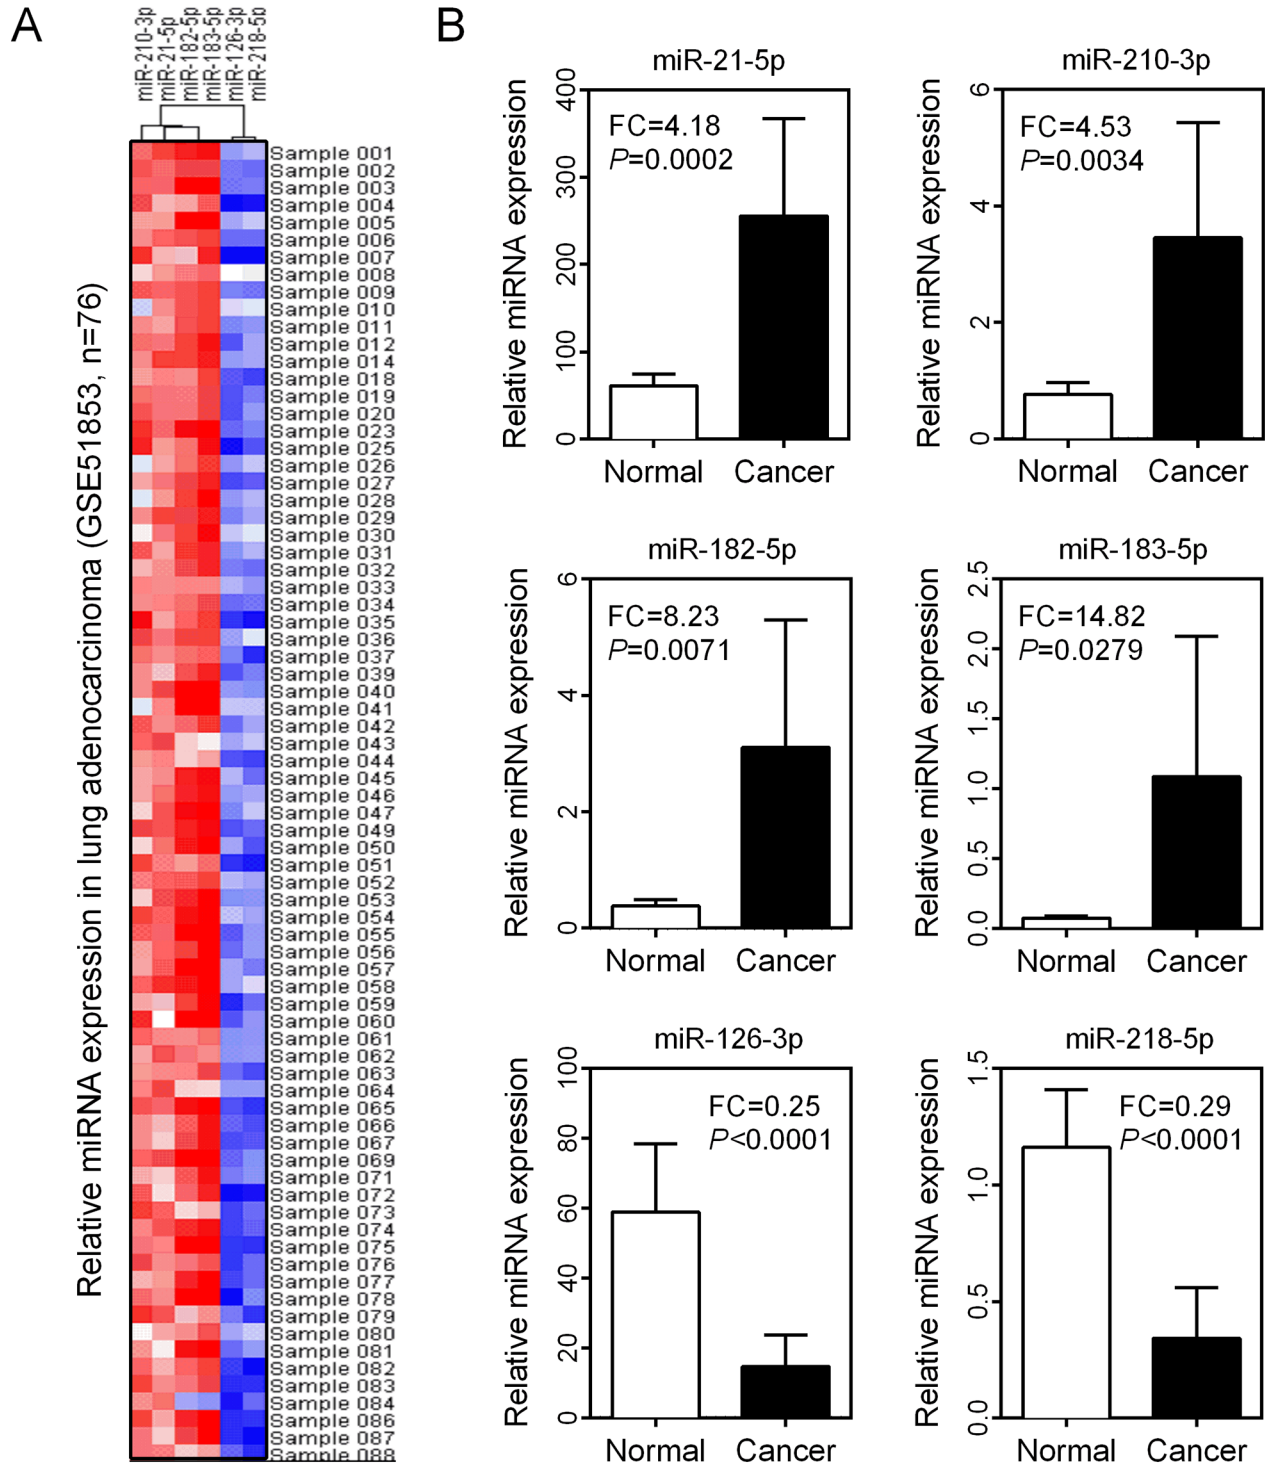 A
miR-210-3p
miR-21-5p
miR-182-5p
miR-183-5p
miR-126-3p
miR-218-5p
Relative miRNA expression in lung adenocarcinoma (GSE51853, n=76)
Sample 001
Sample 002
Sample 003
Sample 004
Sample 005
Sample 006
Sample 007
Sample 008
Sample 009
Sample 010
Sample 011
Sample 012
Sample 014
Sample 018
Sample 019
Sample 020
Sample 023
Sample 025
Sample 026
Sample 027
Sample 028
Sample 029
Sample 030
Sample 031
Sample 032
Sample 033
Sample 034
Sample 035
Sample 036
Sample 037
Sample 039
Sample 040
Sample 041
Sample 042
Sample 043
Sample 044
Sample 045
Sample 046
Sample 047
Sample 049
Sample 050
Sample 051
Sample 052
Sample 053
Sample 054
Sample 055
Sample 056
Sample 057
Sample 058
Sample 059
Sample 060
Sample 061
Sample 062
Sample 063
Sample 064
Sample 065
Sample 066
Sample 067
Sample 069
Sample 071
Sample 072
Sample 073
Sample 074
Sample 075
Sample 076
Sample 077
Sample 078
Sample 079
Sample 080
Sample 081
Sample 082
Sample 083
Sample 084
Sample 086
Sample 087
Sample 088
B
miR-21-5p
Relative miRNA expression
400
300
200
100
0
FC=4.18
P=0.0002
Normal Cancer
miR-210-3p
Relative miRNA expression
6
4
2
0
FC=4.53
P=0.0034
Normal Cancer
miR-182-5p
Relative miRNA expression
6
4
2
0
FC=8.23
P=0.0071
Normal Cancer
miR-183-5p
Relative miRNA expression
2.5
2.0
1.5
1.0
0.5
0.0
FC=14.82
P=0.0279
Normal Cancer
miR-126-3p
Relative miRNA expression
100
80
60
40
20
0
FC=0.25
P<0.0001
Normal Cancer
miR-218-5p
Relative miRNA expression
1.5
1.0
0.5
0.0
FC=0.29
P<0.0001
Normal Cancer